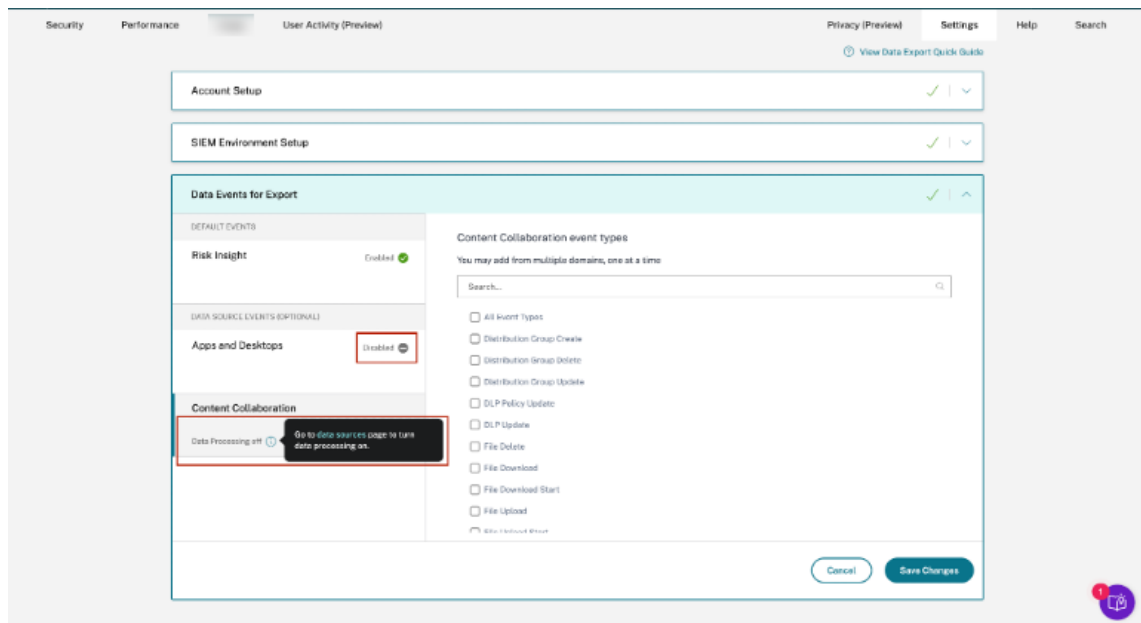 Security Performance User Activity (Preview) Privacy (Preview) Settings Help Search
View Data Export Quick Guide
Account Setup
SIEM Environment Setup
Data Events for Export
DEFAULT EVENTS
Risk Insight
Enabled
DATA SOURCE EVENTS (OPTIONAL)
Apps and Desktops
Disabled
Content Collaboration
Data Processing off
Go to data sources page to turn
data processing on.
Content Collaboration event types
You may add from multiple domains, one at a time
Search...
All Event Types
Distribution Group Create
Distribution Group Delete
Distribution Group Update
DLP Policy Update
DLP Update
File Delete
File Download
File Download Start
File Upload
File Upload Start
Cancel Save Changes
1